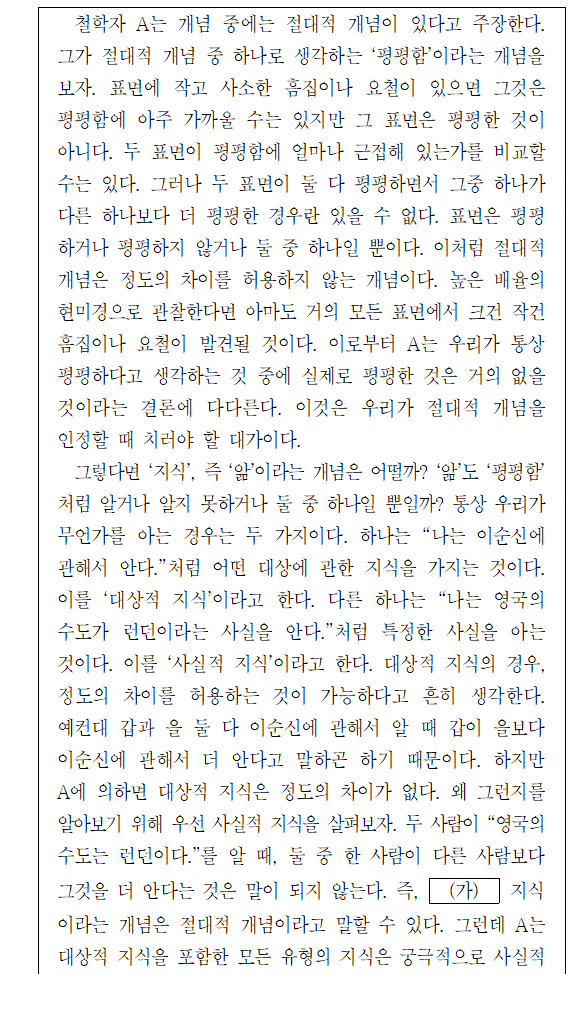 철학자 A는 개념 중에는 절대적 개념이 있다고 주장한다.
그가 절대적 개념 중 하나로 생각하는 ‘평평함’이라는 개념을
보자. 표면에 작고 사소한 흠집이나 요철이 있으면 그것은
평평함에 아주 가까울 수는 있지만 그 표면은 평평한 것이
아니다. 두 표면이 평평함에 얼마나 근접해 있는가를 비교할
수는 있다. 그러나 두 표면이 둘 다 평평하면서 그중 하나가
다른 하나보다 더 평평한 경우란 있을 수 없다. 표면은 평평
하거나 평평하지 않거나 둘 중 하나일 뿐이다. 이처럼 절대적
개념은 정도의 차이를 허용하지 않는 개념이다. 높은 배율의
현미경으로 관찰한다면 아마도 거의 모든 표면에서 크건 작건
흠집이나 요철이 발견될 것이다. 이로부터 A는 우리가 통상
평평하다고 생각하는 것 중에 실제로 평평한 것은 거의 없을
것이라는 결론에 다다른다. 이것은 우리가 절대적 개념을
인정할 때 치러야 할 대가이다.
그렇다면 ‘지식’, 즉 ‘앎’이라는 개념은 어떨까? ‘앎’도 ‘평평함’
처럼 알거나 알지 못하거나 둘 중 하나일 뿐일까? 통상 우리가
무언가를 아는 경우는 두 가지이다. 하나는 “나는 이순신에
관해서 안다.”처럼 어떤 대상에 관한 지식을 가지는 것이다.
이를 ‘대상적 지식’이라고 한다. 다른 하나는 “나는 영국의
수도가 런던이라는 사실을 안다.”처럼 특정한 사실을 아는
것이다. 이를 ‘사실적 지식’이라고 한다. 대상적 지식의 경우,
정도의 차이를 허용하는 것이 가능하다고 흔히 생각한다.
예컨대 갑과 을 둘 다 이순신에 관해서 알 때 갑이 을보다
이순신에 관해서 더 안다고 말하곤 하기 때문이다. 하지만
A에 의하면 대상적 지식은 정도의 차이가 없다. 왜 그런지를
알아보기 위해 우선 사실적 지식을 살펴보자. 두 사람이 “영국의
수도는 런던이다.”를 알 때, 둘 중 한 사람이 다른 사람보다
그것을 더 안다는 것은 말이 되지 않는다. 즉, (가) 지식
이라는 개념은 절대적 개념이라고 말할 수 있다. 그런데 A는
대상적 지식을 포함한 모든 유형의 지식은 궁극적으로 사실적